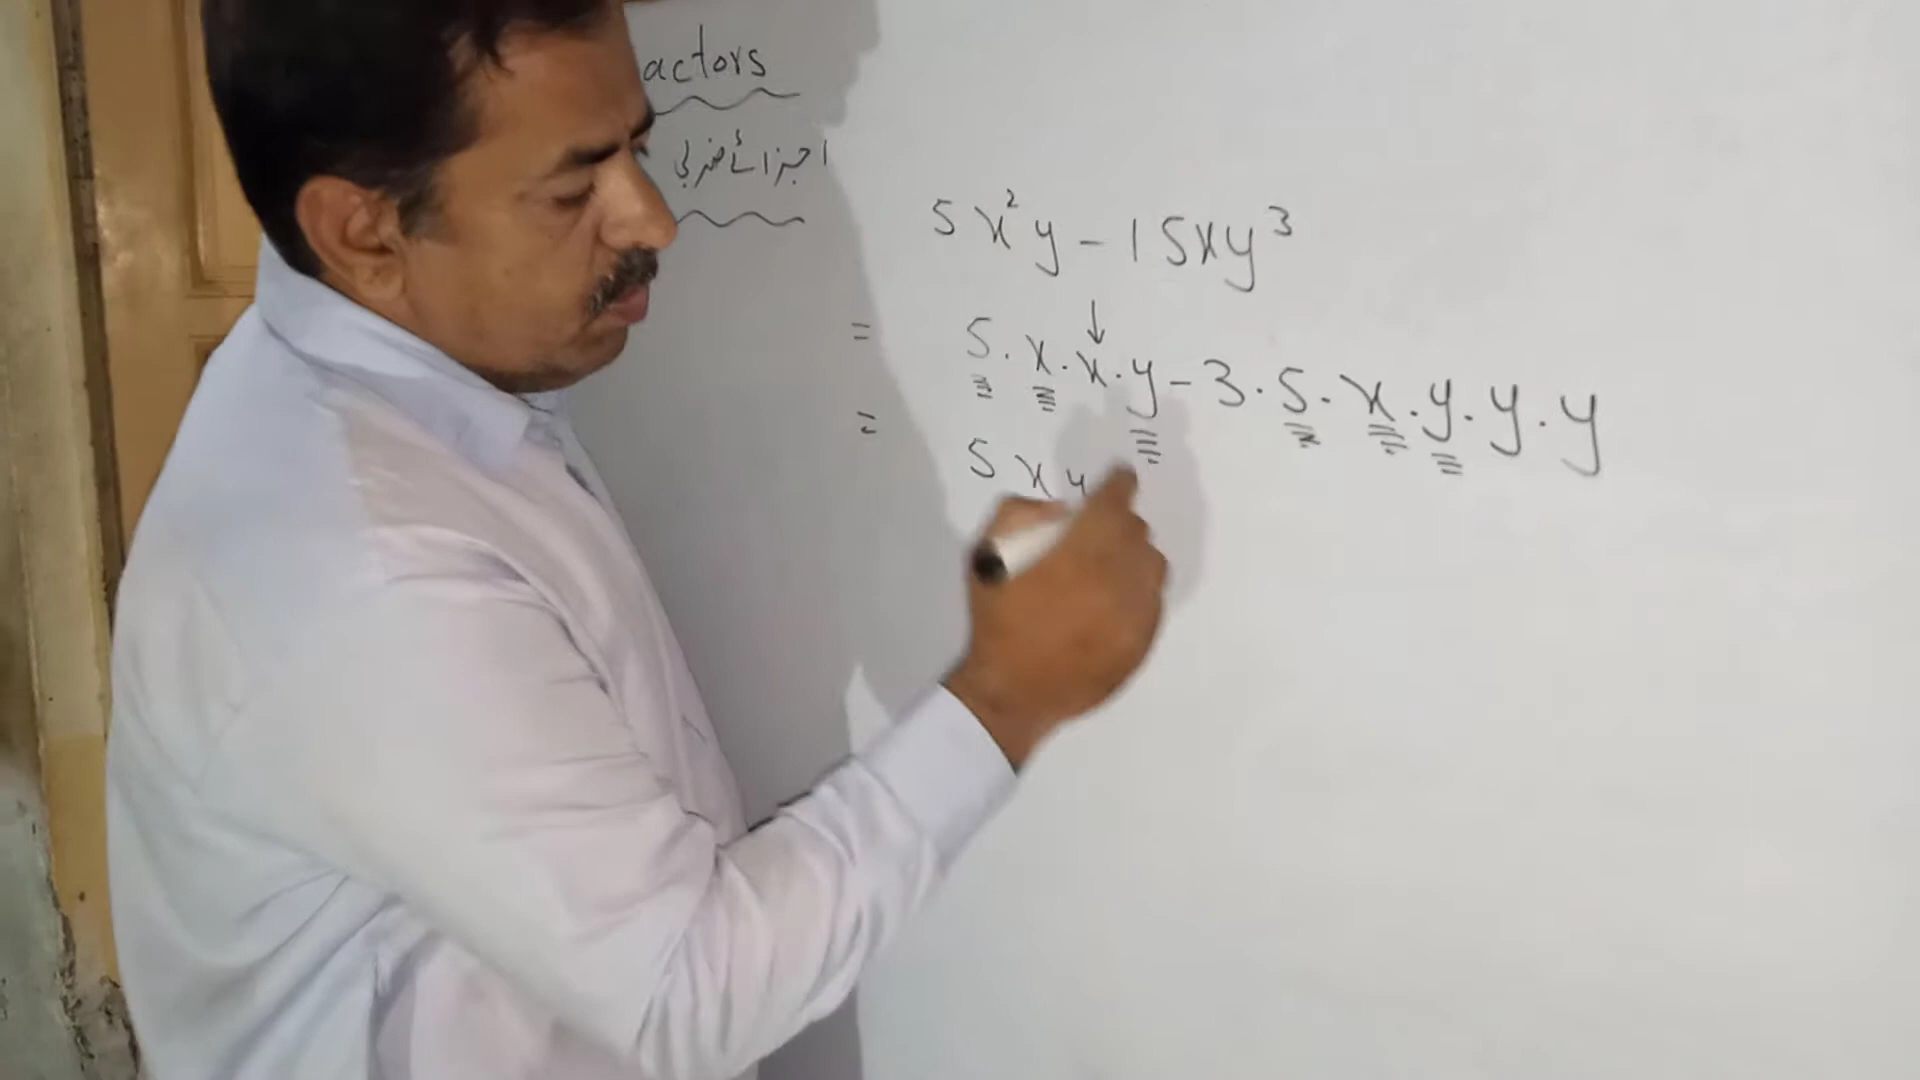 actors
اجزائے ضربی
5x²y - 15xy³
= 5 . x . x . y - 3 . 5 . x . y . y . y
= 5xy